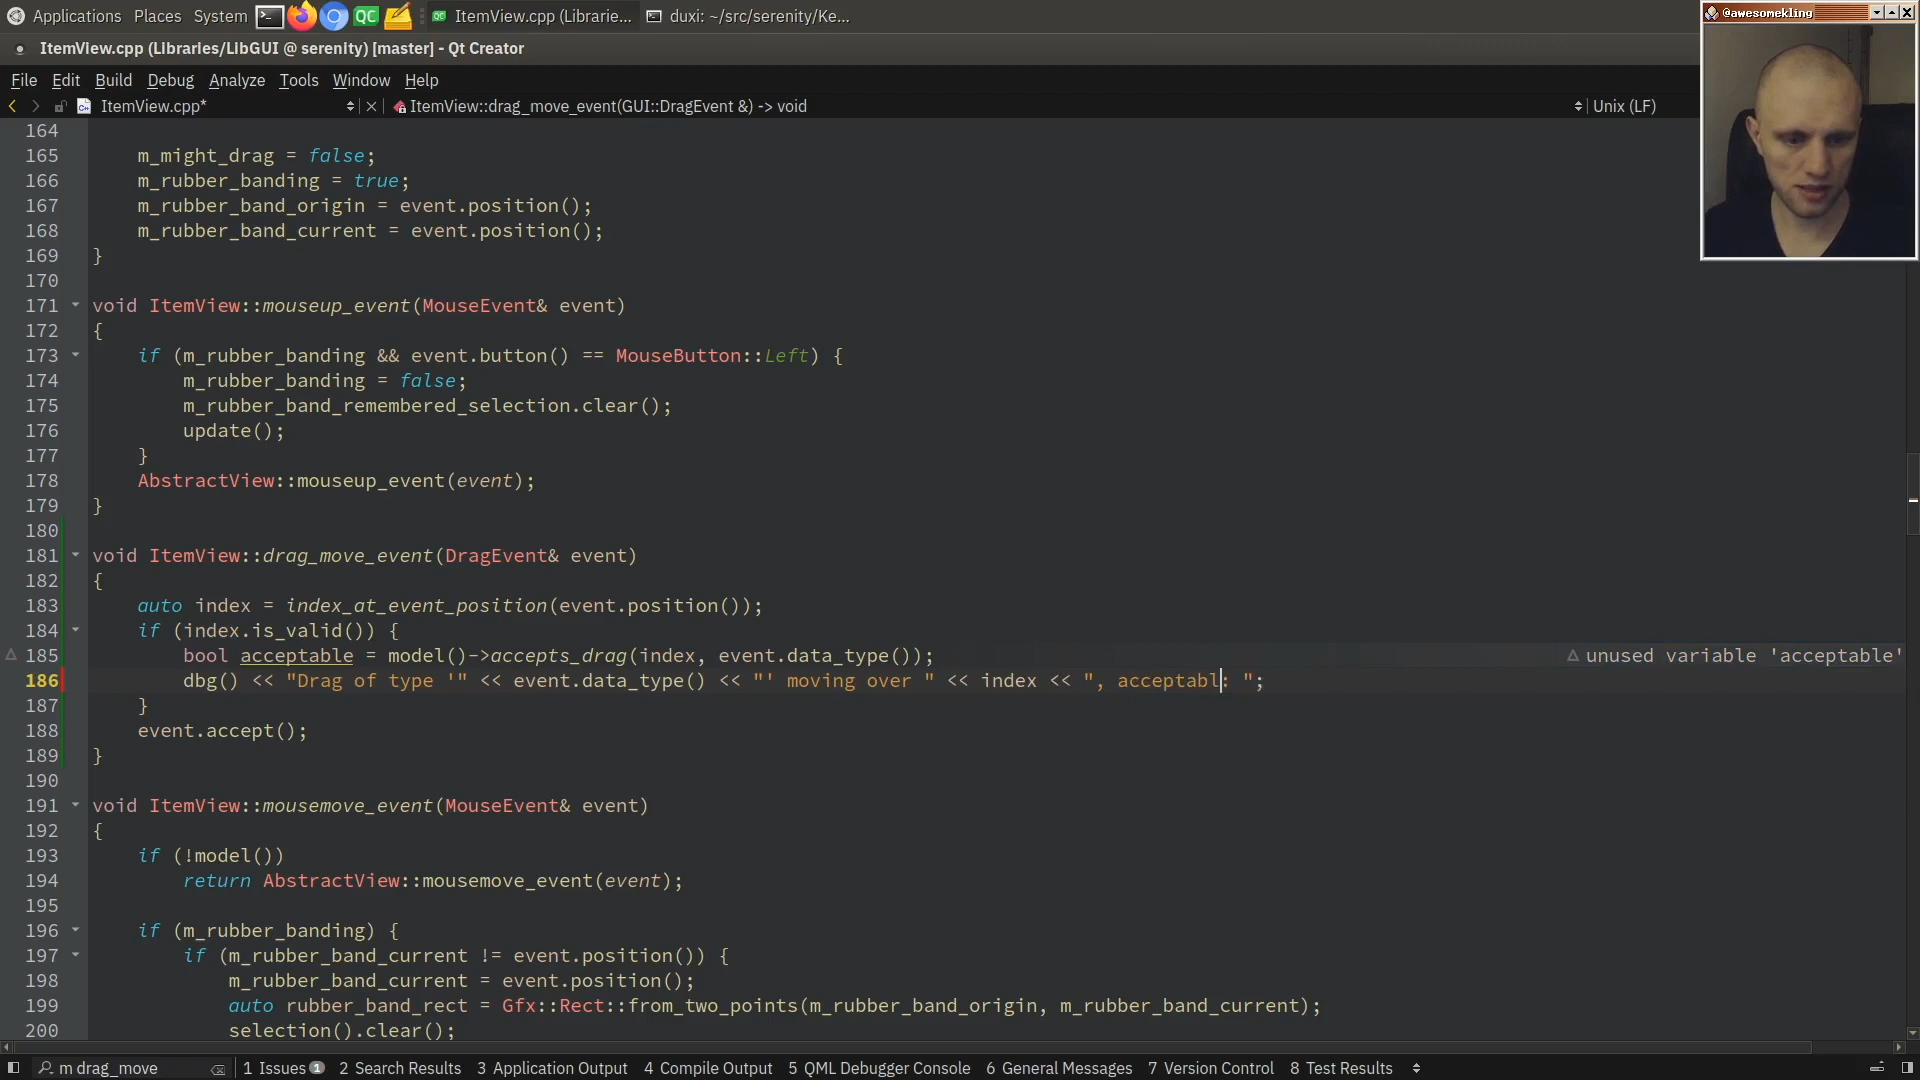 Applications Places System ItemView.cpp (Librarie... duxi: ~/src/serenity/Ke...
@awesomekling
ItemView.cpp (Libraries/LibGUI @ serenity) [master] - Qt Creator
File Edit Build Debug Analyze Tools Window Help
ItemView.cpp* ItemView::drag_move_event(GUI::DragEvent &) -> void Unix (LF)
164
165 m_might_drag = false;
166 m_rubber_banding = true;
167 m_rubber_band_origin = event.position();
168 m_rubber_band_current = event.position();
169 }
170
171 void ItemView::mouseup_event(MouseEvent& event)
172 {
173 if (m_rubber_banding && event.button() == MouseButton::Left) {
174 m_rubber_banding = false;
175 m_rubber_band_remembered_selection.clear();
176 update();
177 }
178 AbstractView::mouseup_event(event);
179 }
180
181 void ItemView::drag_move_event(DragEvent& event)
182 {
183 auto index = index_at_event_position(event.position());
184 if (index.is_valid()) {
185 bool acceptable = model()->accepts_drag(index, event.data_type()); unused variable 'acceptable'
186 dbg() << "Drag of type '" << event.data_type() << "' moving over " << index << ", acceptabl: ";
187 }
188 event.accept();
189 }
190
191 void ItemView::mousemove_event(MouseEvent& event)
192 {
193 if (!model())
194 return AbstractView::mousemove_event(event);
195
196 if (m_rubber_banding) {
197 if (m_rubber_band_current != event.position()) {
198 m_rubber_band_current = event.position();
199 auto rubber_band_rect = Gfx::Rect::from_two_points(m_rubber_band_origin, m_rubber_band_current);
200 selection().clear();
m drag_move 1 Issues 1 2 Search Results 3 Application Output 4 Compile Output 5 QML Debugger Console 6 General Messages 7 Version Control 8 Test Results